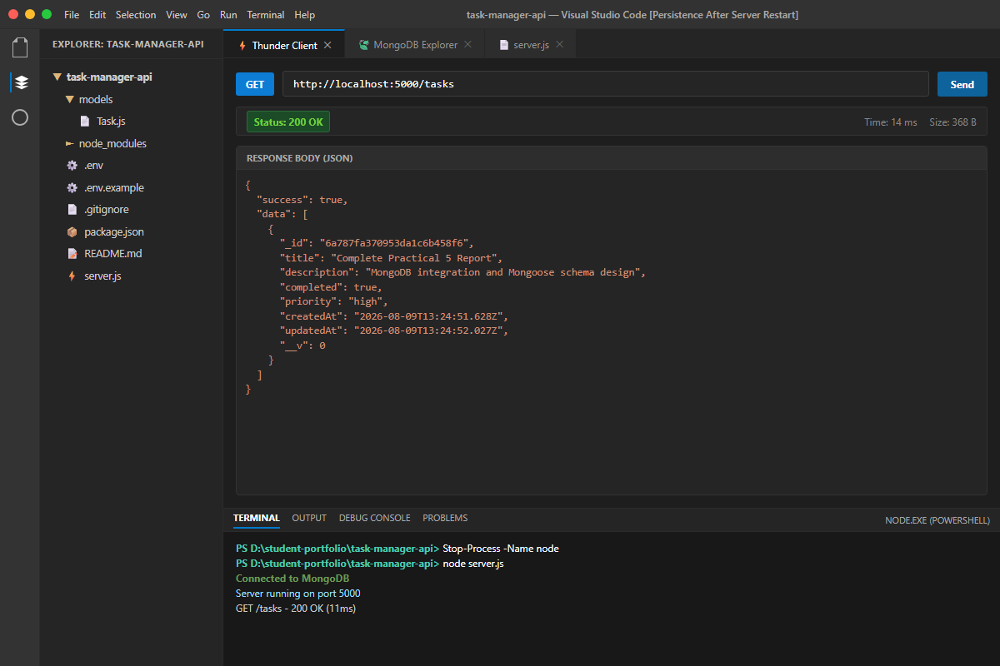 File Edit Selection View Go Run Terminal Help
task-manager-api — Visual Studio Code [Persistence After Server Restart]
EXPLORER: TASK-MANAGER-API
task-manager-api
models
Task.js
node_modules
.env
.env.example
.gitignore
package.json
README.md
server.js
Thunder Client
MongoDB Explorer
server.js
GET
http://localhost:5000/tasks
Send
Status: 200 OK
Time: 14 ms Size: 368 B
RESPONSE BODY (JSON)
{
"success": true,
"data": [
{
"_id": "6a787fa370953da1c6b458f6",
"title": "Complete Practical 5 Report",
"description": "MongoDB integration and Mongoose schema design",
"completed": true,
"priority": "high",
"createdAt": "2026-08-09T13:24:51.628Z",
"updatedAt": "2026-08-09T13:24:52.027Z",
"__v": 0
}
]
}
TERMINAL OUTPUT DEBUG CONSOLE PROBLEMS
NODE.EXE (POWERSHELL)
PS D:\student-portfolio\task-manager-api> Stop-Process -Name node
PS D:\student-portfolio\task-manager-api> node server.js
Connected to MongoDB
Server running on port 5000
GET /tasks - 200 OK (11ms)